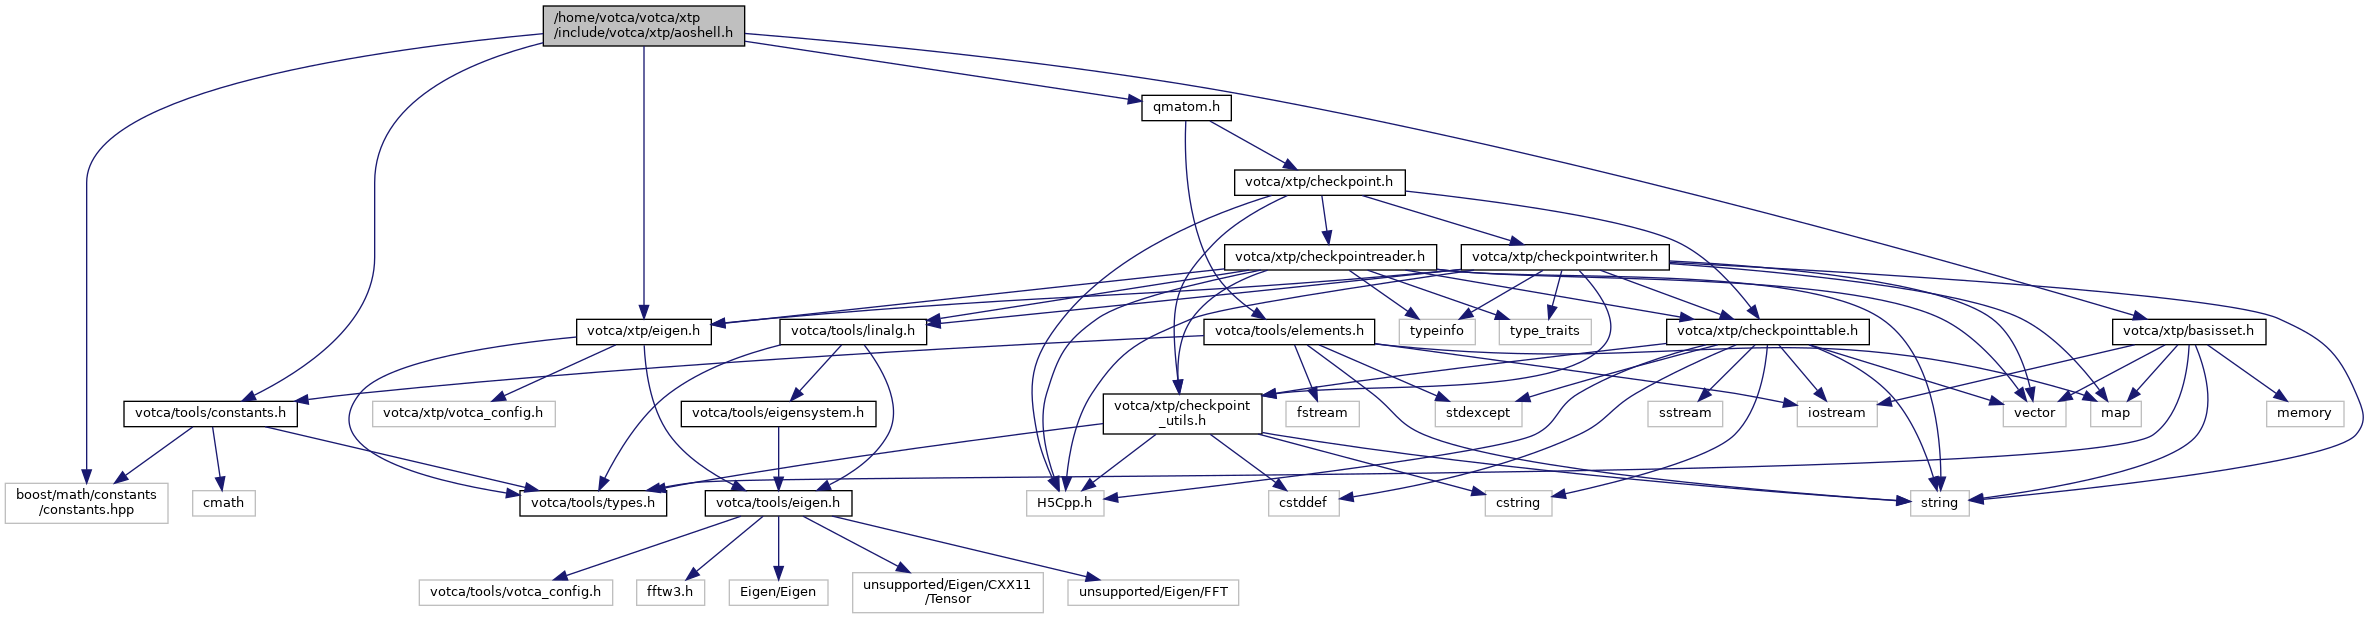 /home/votca/votca/xtp
/include/votca/xtp/aoshell.h
qmatom.h
votca/xtp/checkpoint.h
votca/xtp/checkpointreader.h
votca/xtp/checkpointwriter.h
votca/xtp/eigen.h
votca/tools/linalg.h
votca/tools/elements.h
typeinfo
type_traits
votca/xtp/checkpointtable.h
votca/xtp/basisset.h
votca/tools/constants.h
votca/xtp/votca_config.h
votca/tools/eigensystem.h
votca/xtp/checkpoint
_utils.h
fstream
stdexcept
sstream
iostream
vector
map
memory
boost/math/constants
/constants.hpp
cmath
votca/tools/types.h
votca/tools/eigen.h
H5Cpp.h
cstddef
cstring
string
votca/tools/votca_config.h
fftw3.h
Eigen/Eigen
unsupported/Eigen/CXX11
/Tensor
unsupported/Eigen/FFT